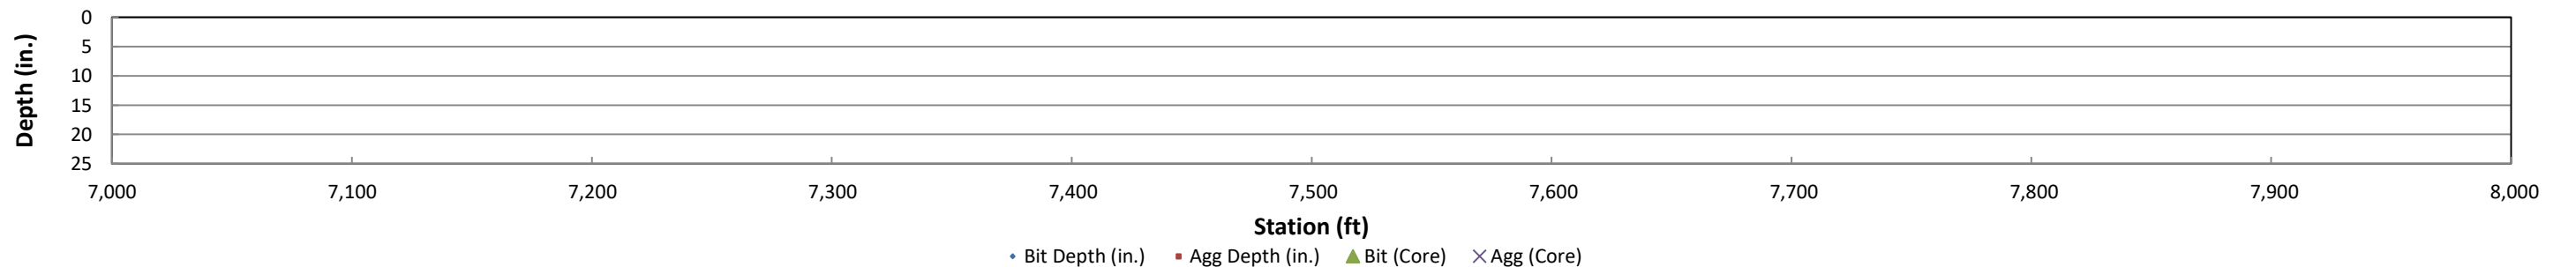 Depth (in.)
0
5
10
15
20
25
7,000 7,100 7,200 7,300 7,400 7,500 7,600 7,700 7,800 7,900 8,000
Station (ft)
Bit Depth (in.) Agg Depth (in.) Bit (Core) Agg (Core)